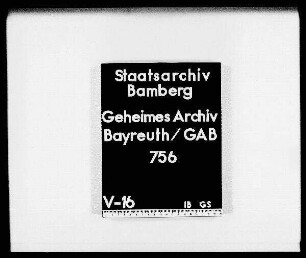 Staatsarchiv
Bamberg
Geheimes Archiv
Bayreuth/GAB
756
V-16 IB GS